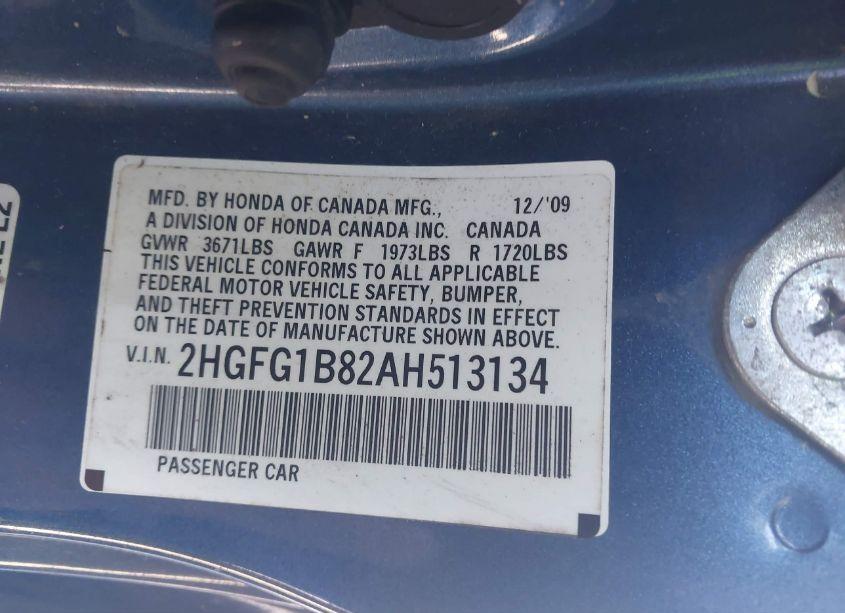 MFD. BY HONDA OF CANADA MFG., 12/'09
A DIVISION OF HONDA CANADA INC. CANADA
GVWR 3671LBS GAWR F 1973LBS R 1720LBS
THIS VEHICLE CONFORMS TO ALL APPLICABLE
FEDERAL MOTOR VEHICLE SAFETY, BUMPER,
AND THEFT PREVENTION STANDARDS IN EFFECT
ON THE DATE OF MANUFACTURE SHOWN ABOVE.
V.I.N. 2HGFG1B82AH513134
PASSENGER CAR